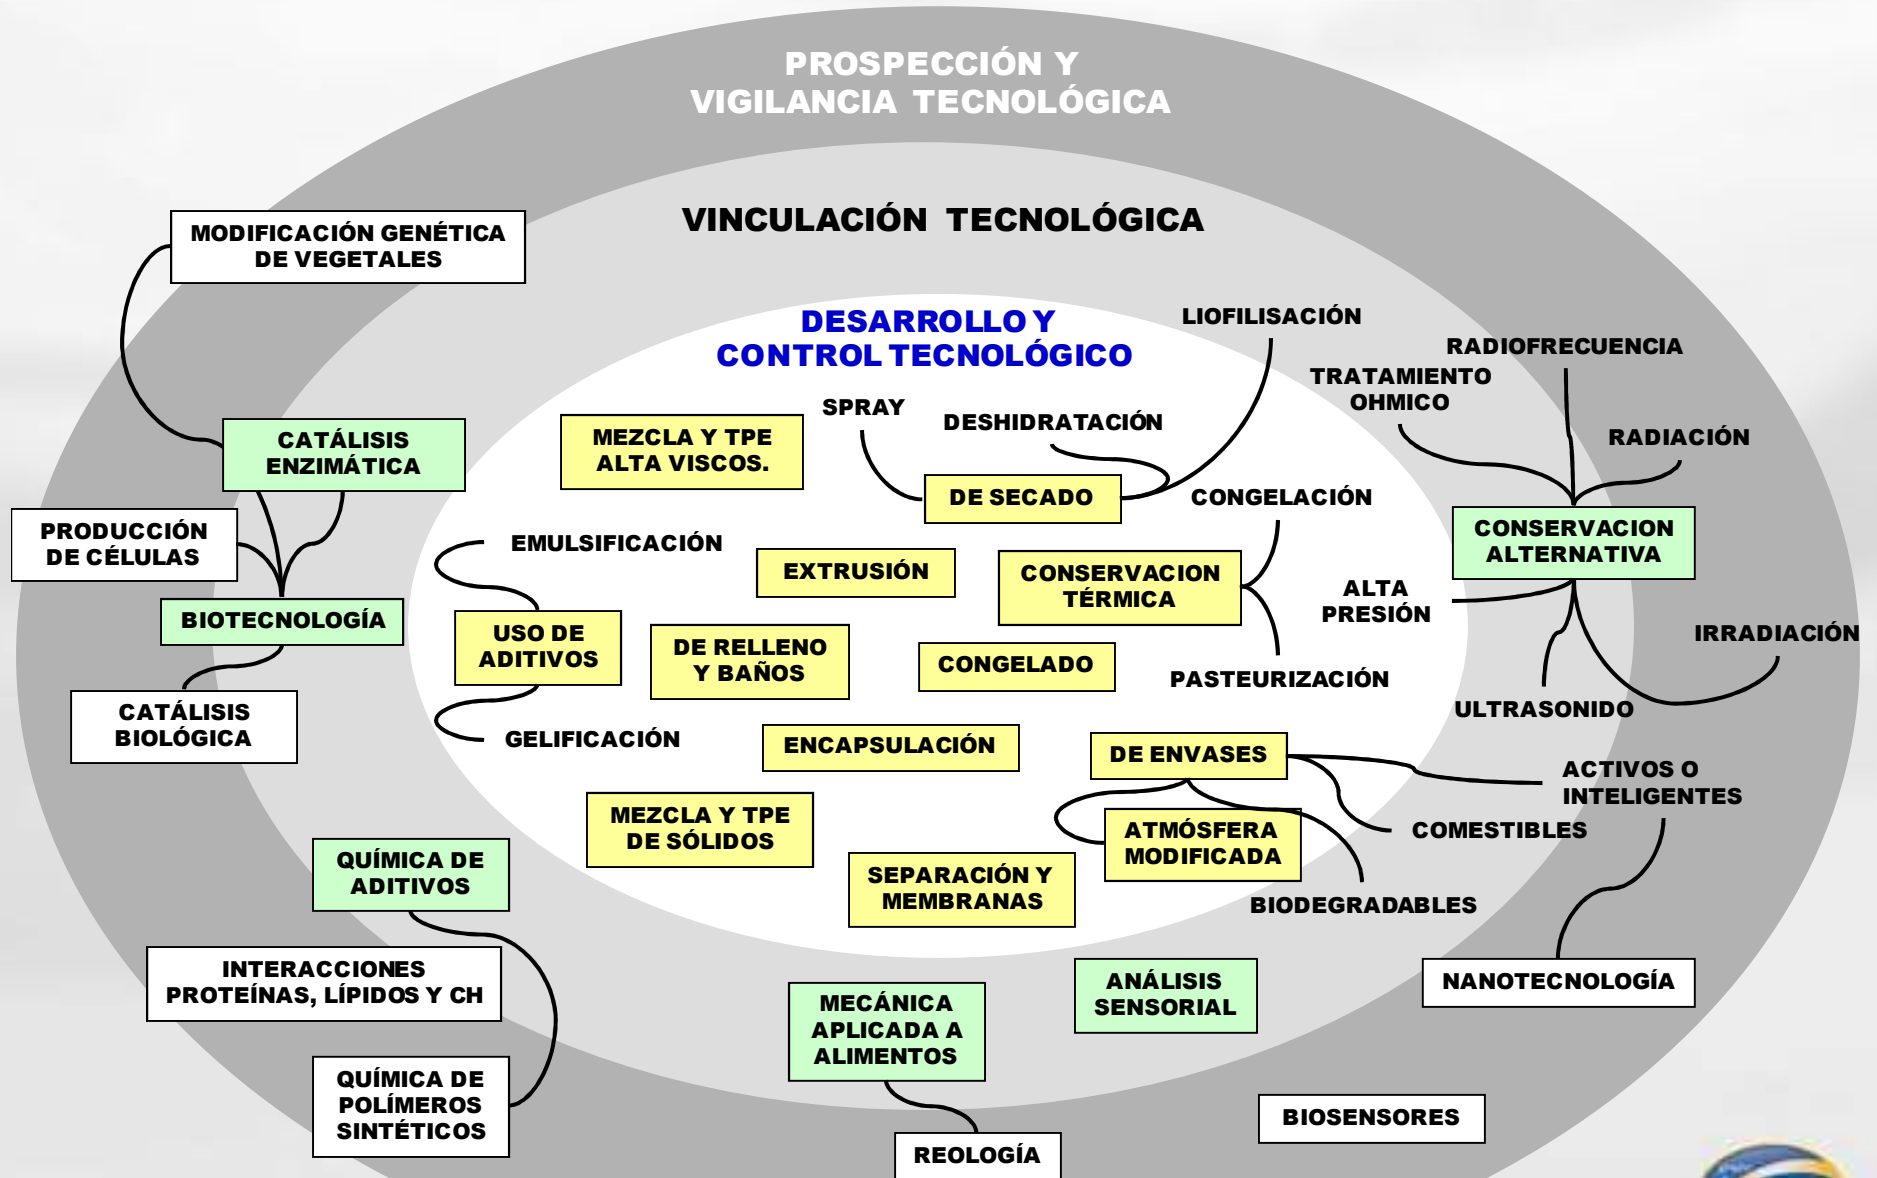 PROSPECCIÓN Y
VIGILANCIA TECNOLÓGICA
VINCULACIÓN TECNOLÓGICA
MODIFICACIÓN GENÉTICA
DE VEGETALES
DESARROLLO Y
CONTROL TECNOLÓGICO
LIOFILISACIÓN
RADIOFRECUENCIA
TRATAMIENTO
OHMICO
RADIACIÓN
SPRAY
DESHIDRATACIÓN
MEZCLA Y TPE
ALTA VISCOS.
CATÁLISIS
ENZIMÁTICA
DE SECADO
CONGELACIÓN
PRODUCCIÓN
DE CÉLULAS
EMULSIFICACIÓN
CONSERVACION
ALTERNATIVA
EXTRUSIÓN
CONSERVACION
TÉRMICA
ALTA
PRESIÓN
BIOTECNOLOGÍA
USO DE
ADITIVOS
DE RELLENO
Y BAÑOS
CONGELADO
IRRADIACIÓN
PASTEURIZACIÓN
CATÁLISIS
BIOLÓGICA
GELIFICACIÓN
ULTRASONIDO
ENCAPSULACIÓN
DE ENVASES
ACTIVOS O
INTELIGENTES
MEZCLA Y TPE
DE SÓLIDOS
ATMÓSFERA
MODIFICADA
COMESTIBLES
QUÍMICA DE
ADITIVOS
SEPARACIÓN Y
MEMBRANAS
BIODEGRADABLES
INTERACCIONES
PROTEÍNAS, LÍPIDOS Y CH
ANÁLISIS
SENSORIAL
NANOTECNOLOGÍA
MECÁNICA
APLICADA A
ALIMENTOS
QUÍMICA DE
POLÍMEROS
SINTÉTICOS
BIOSENSORES
REOLOGÍA